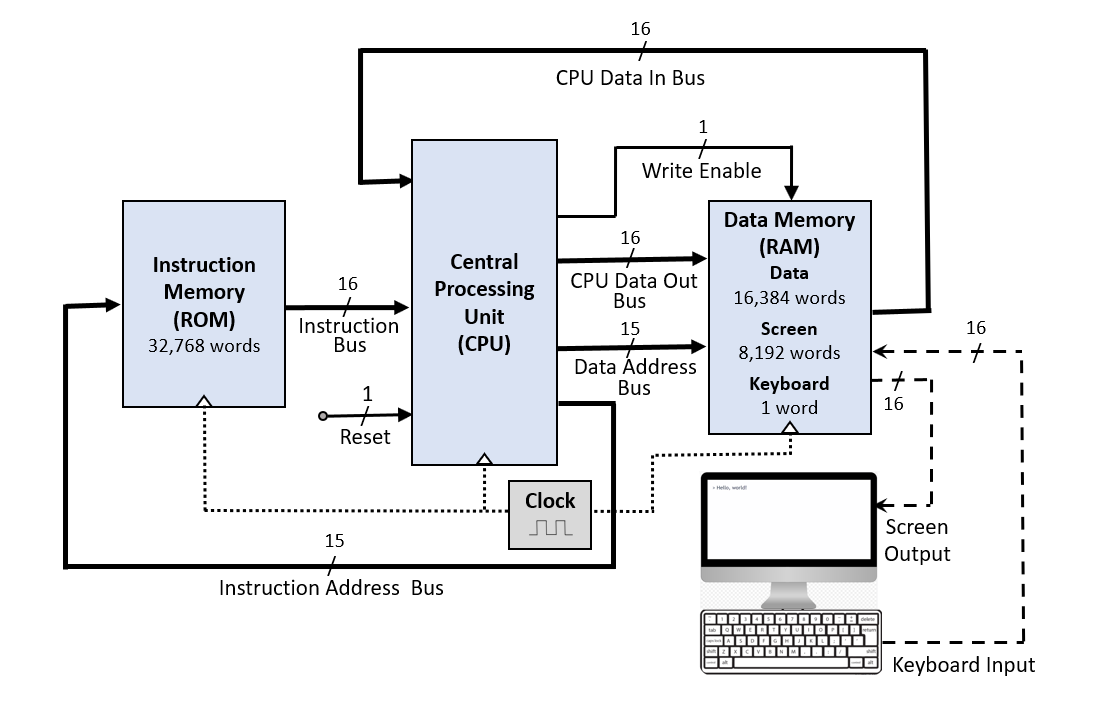 16
CPU Data In Bus
1
Write Enable
Data Memory
(RAM)
Data
16,384 words
Screen
8,192 words
Keyboard
1 word
Central
Processing
Unit
(CPU)
Instruction
Memory
(ROM)
32,768 words
16
Instruction
Bus
16
CPU Data Out
Bus
15
Data Address
Bus
1
Reset
16
16
Clock
15
Instruction Address Bus
Hello, world!
Screen
Output
Keyboard Input